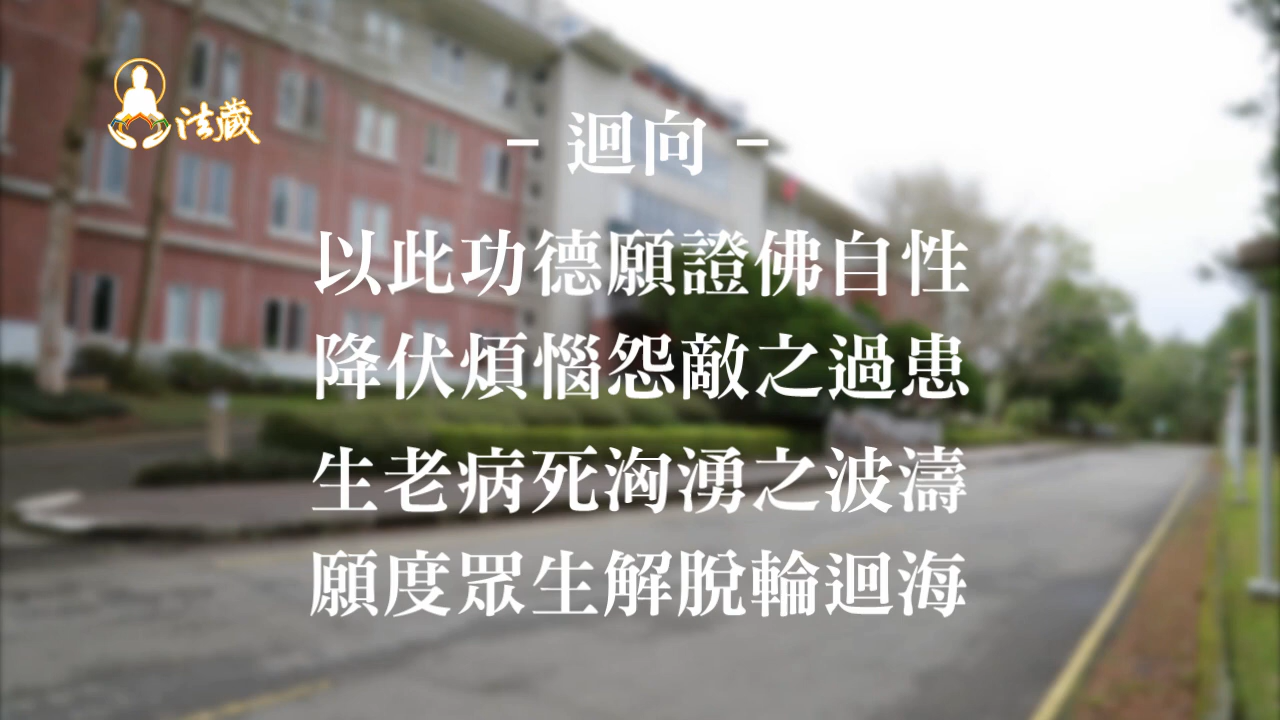 法藏
- 迴向 -
以此功德願證佛自性
降伏煩惱怨敵之過患
生老病死洶湧之波濤
願度眾生解脫輪迴海